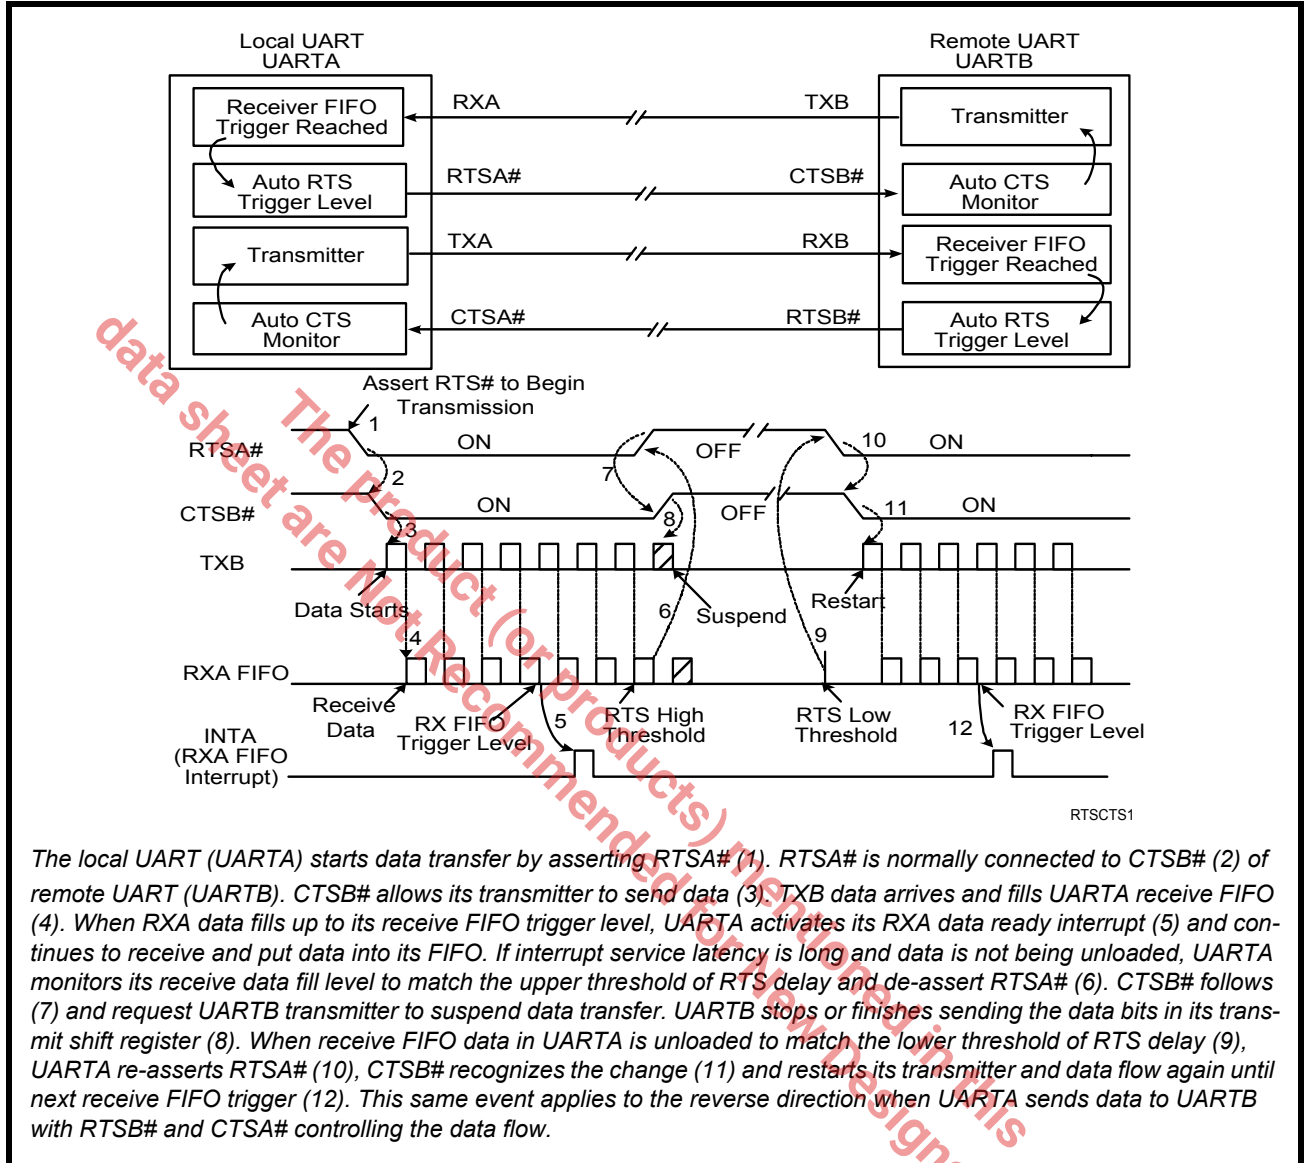 Local UART
UARTA
Remote UART
UARTB
Receiver FIFO
Trigger Reached
RXA
TXB
Transmitter
Auto RTS
Trigger Level
RTSA#
CTSB#
Auto CTS
Monitor
Transmitter
TXA
RXB
Receiver FIFO
Trigger Reached
Auto CTS
Monitor
CTSA#
RTSB#
Auto RTS
Trigger Level
Assert RTS# to Begin
Transmission
1
RTSA#
ON
7
OFF
10
ON
2
CTSB#
ON
8
OFF
11
ON
3
TXB
Data Starts
6
Suspend
Restart
4
9
RXA FIFO
Receive
Data
RX FIFO
Trigger Level
5
RTS High
Threshold
RTS Low
Threshold
12
RX FIFO
Trigger Level
INTA
(RXA FIFO
Interrupt)
RTSCTS1
The local UART (UARTA) starts data transfer by asserting RTSA# (1). RTSA# is normally connected to CTSB# (2) of
remote UART (UARTB). CTSB# allows its transmitter to send data (3). TXB data arrives and fills UARTA receive FIFO
(4). When RXA data fills up to its receive FIFO trigger level, UARTA activates its RXA data ready interrupt (5) and con-
tinues to receive and put data into its FIFO. If interrupt service latency is long and data is not being unloaded, UARTA
monitors its receive data fill level to match the upper threshold of RTS delay and de-assert RTSA# (6). CTSB# follows
(7) and request UARTB transmitter to suspend data transfer. UARTB stops or finishes sending the data bits in its trans-
mit shift register (8). When receive FIFO data in UARTA is unloaded to match the lower threshold of RTS delay (9),
UARTA re-asserts RTSA# (10), CTSB# recognizes the change (11) and restarts its transmitter and data flow again until
next receive FIFO trigger (12). This same event applies to the reverse direction when UARTA sends data to UARTB
with RTSB# and CTSA# controlling the data flow.
The product (or products) mentioned in this
data sheet are Not Recommended for New Designs